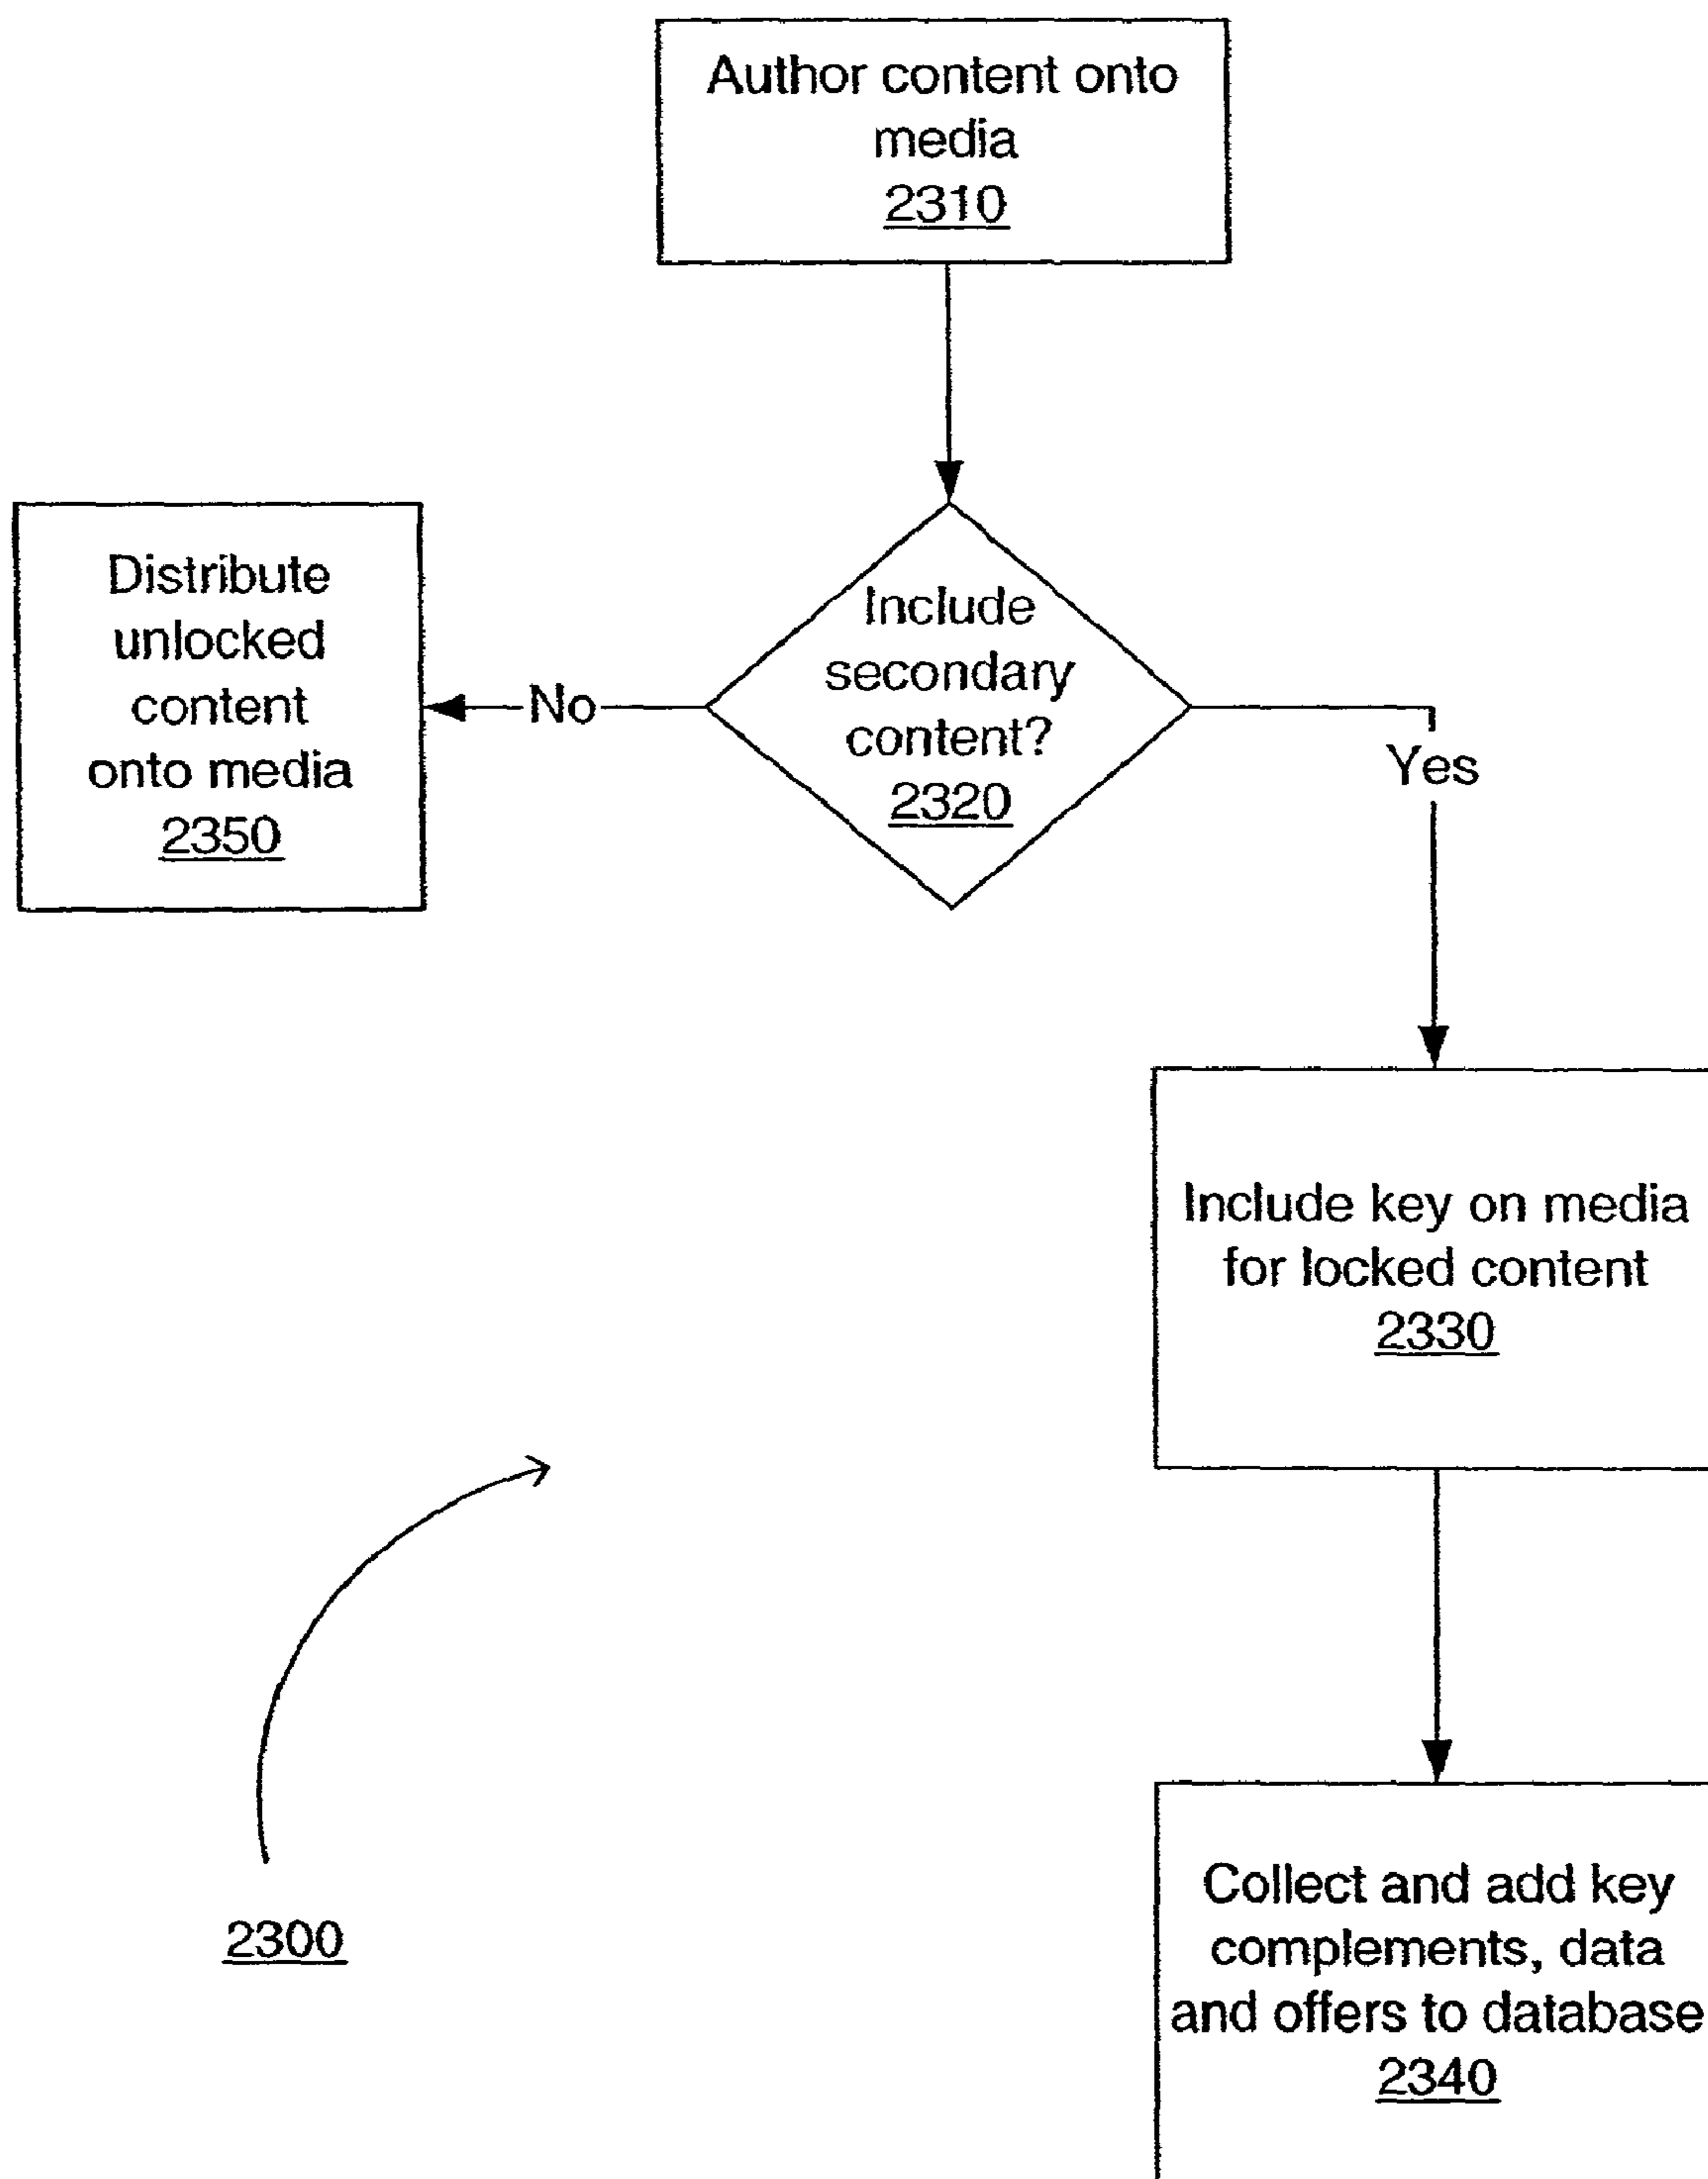 Author content onto
media
2310
Include
secondary
content?
2320
No
Distribute
unlocked
content
onto media
2350
Yes
Include key on media
for locked content
2330
Collect and add key
complements, data
and offers to database
2340
2300